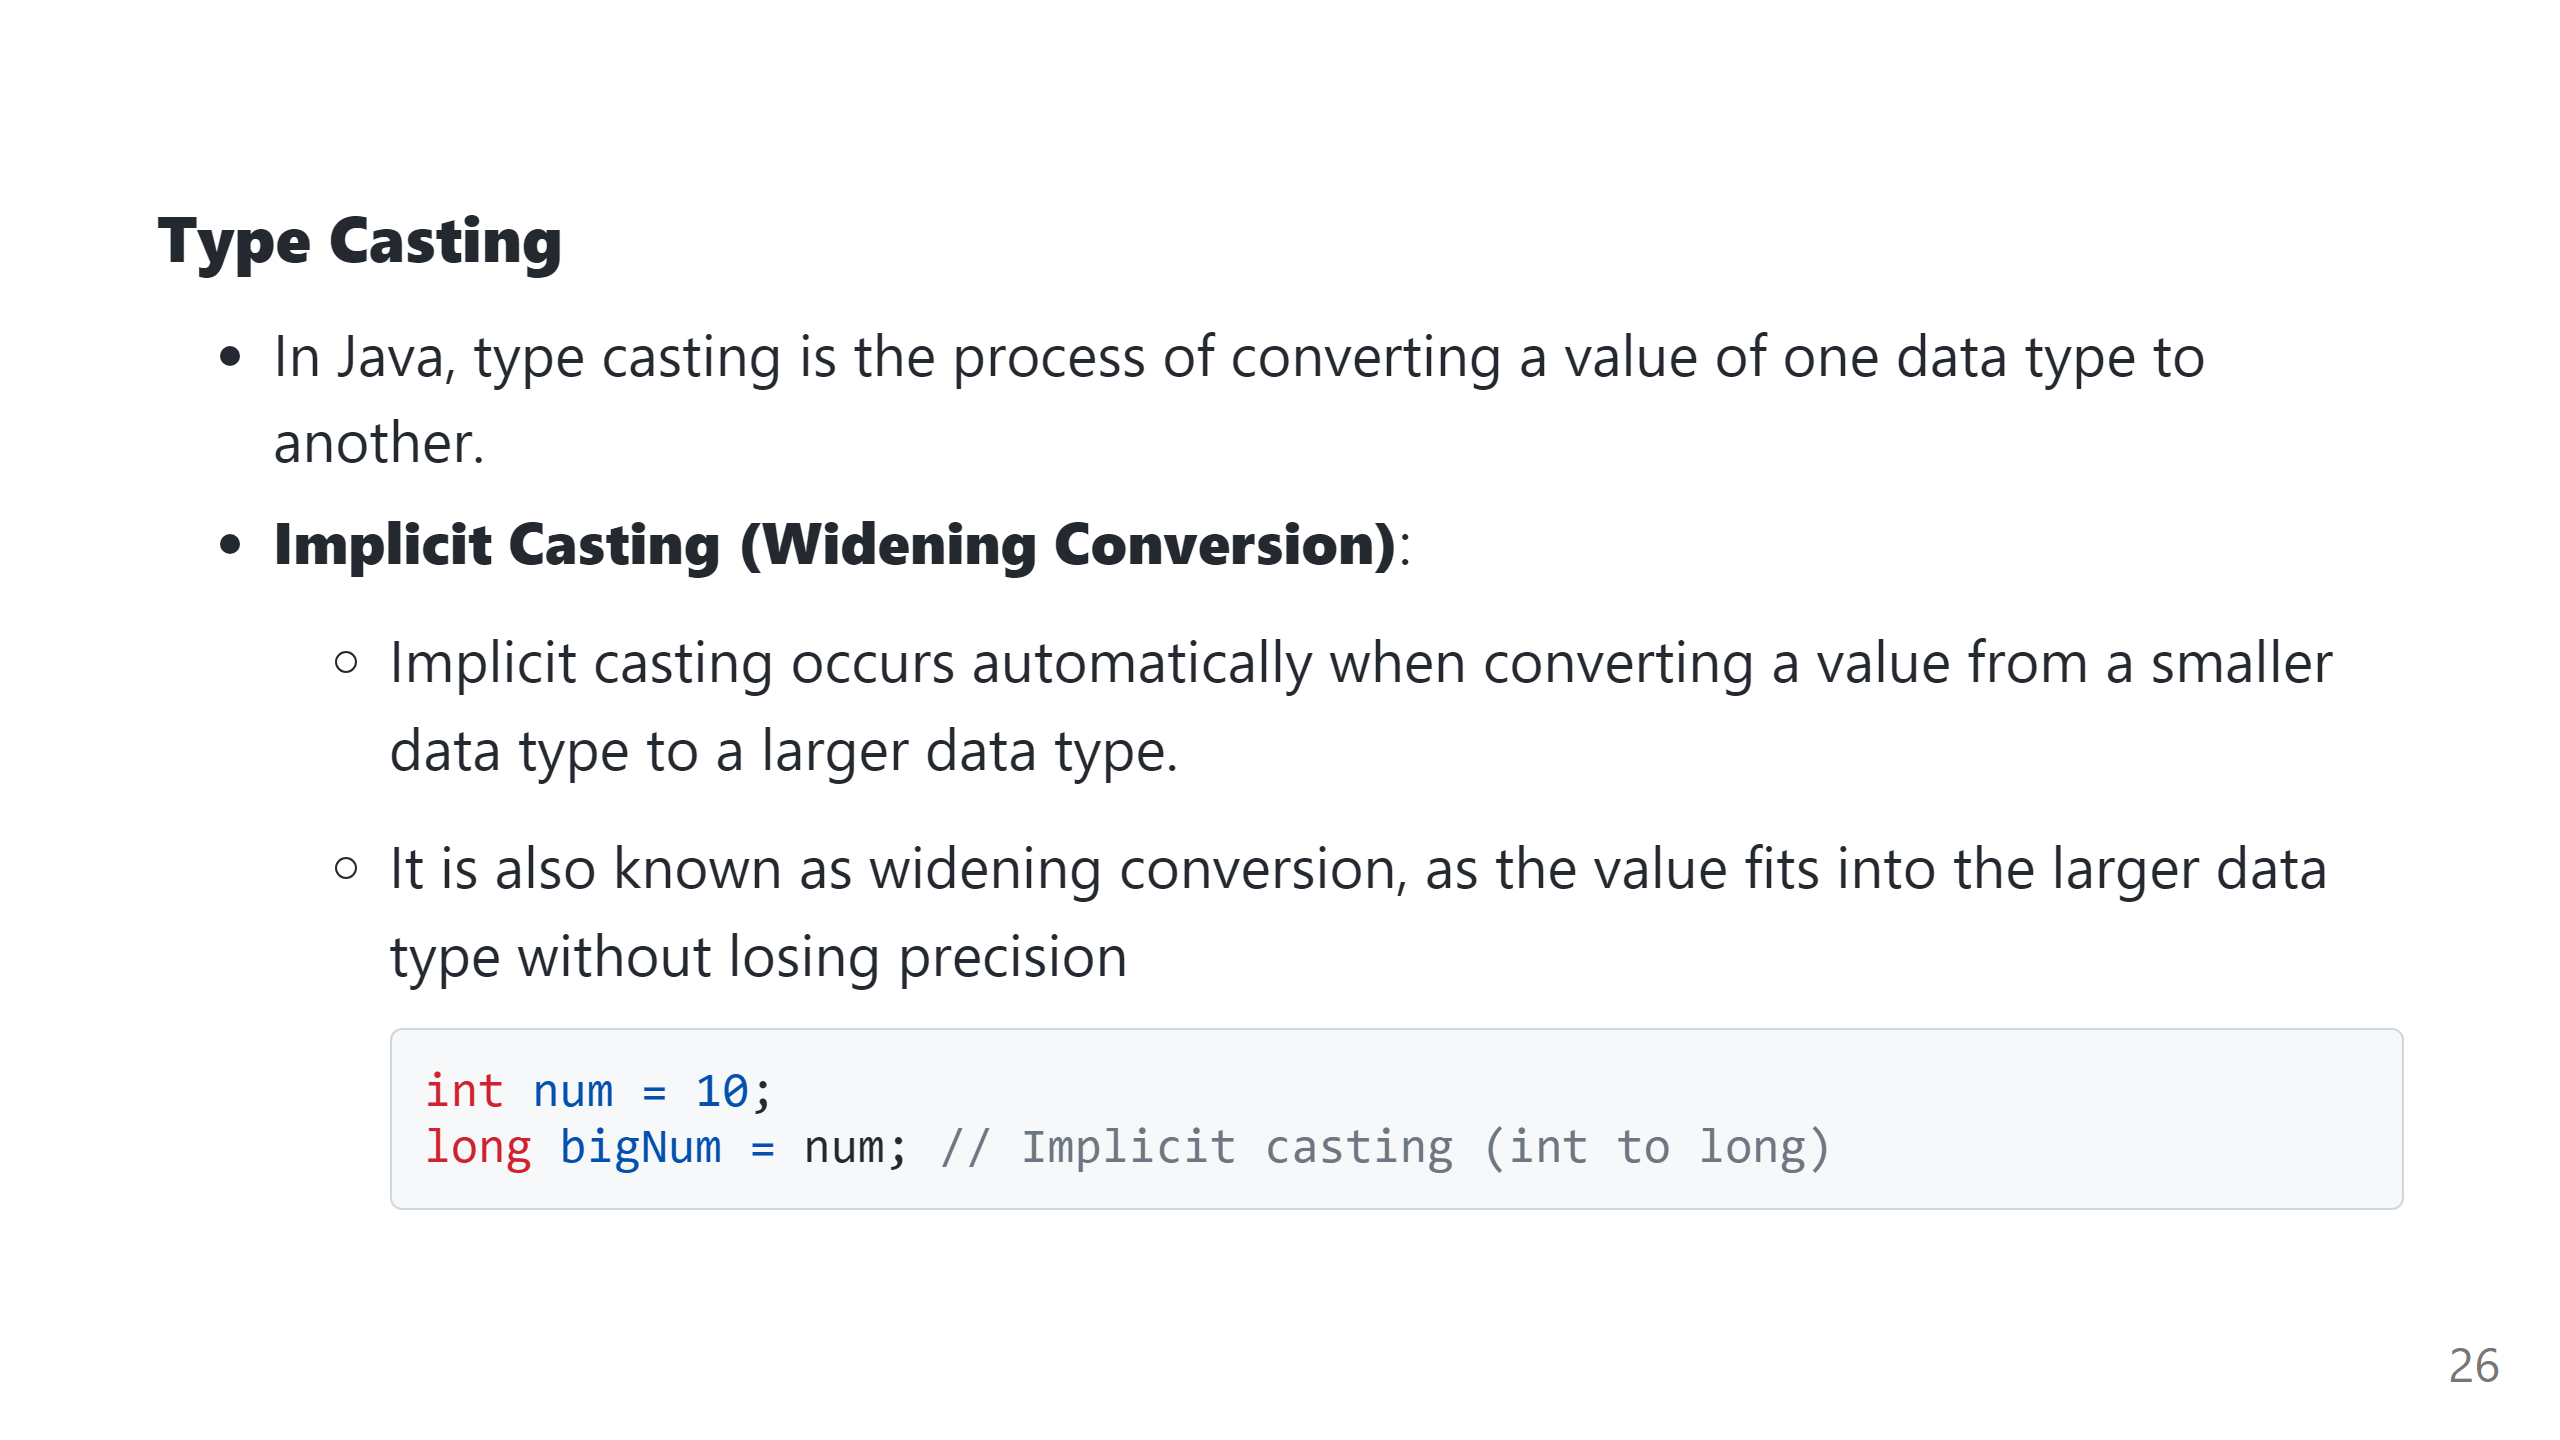 Type Casting
• In Java, type casting is the process of converting a value of one data type to
another.
• Implicit Casting (Widening Conversion):
○ Implicit casting occurs automatically when converting a value from a smaller
data type to a larger data type.
○ It is also known as widening conversion, as the value fits into the larger data
type without losing precision
int num = 10;
long bigNum = num; // Implicit casting (int to long)
26